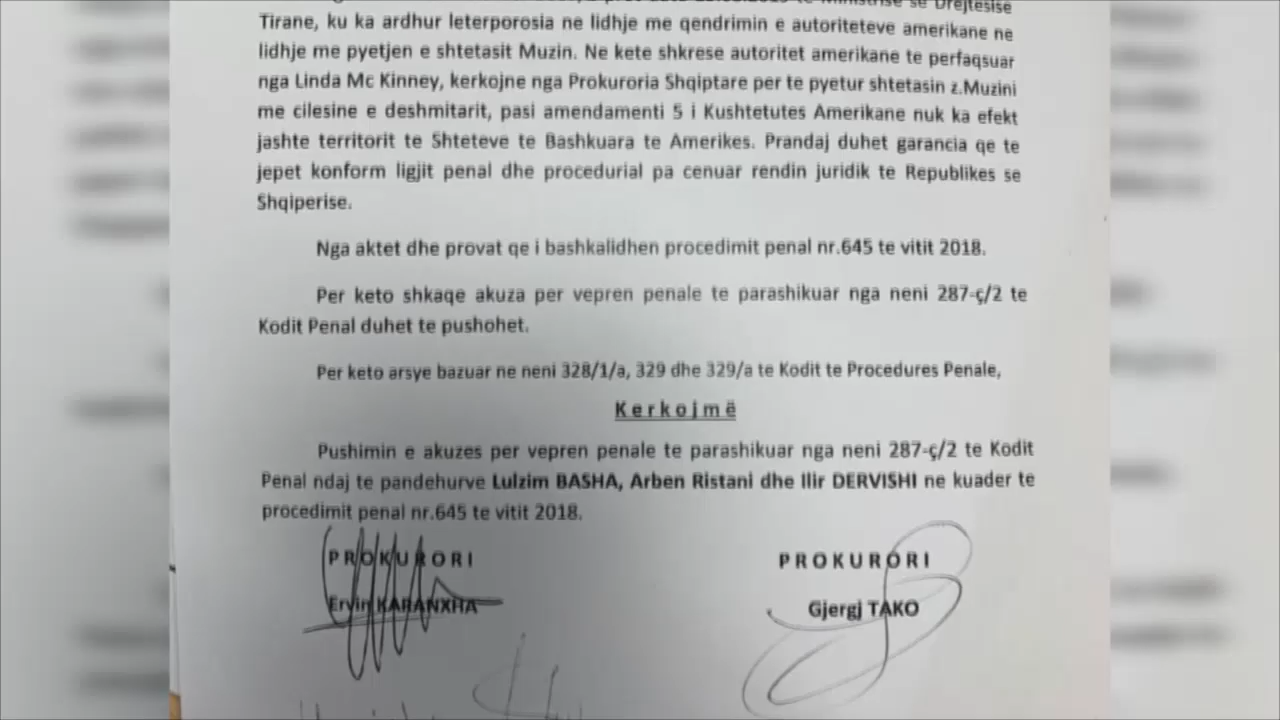 Drejtesise
Tirane, ku ka ardhur leterporosia ne lidhje me qendrimin e autoriteteve amerikane ne
lidhje me pyetjen e shtetasit Muzin. Ne kete shkrese autoritet amerikane te perfaqsuar
nga Linda Mc Kinney, kerkojne nga Prokuroria Shqiptare per te pyetur shtetasin z.Muzini
me cilesine e deshmitarit, pasi amendamenti 5 i Kushtetutes Amerikane nuk ka efekt
jashte territorit te Shteteve te Bashkuara te Amerikes. Prandaj duhet garancia qe te
jepet konform ligjit penal dhe procedurial pa cenuar rendin juridik te Republikes se
Shqiperise.
Nga aktet dhe provat qe i bashkalidhen procedimit penal nr.645 te vitit 2018.
Per keto shkaqe akuza per vepren penale te parashikuar nga neni 287-ç/2 te
Kodit Penal duhet te pushohet.
Per keto arsye bazuar ne neni 328/1/a, 329 dhe 329/a te Kodit te Procedures Penale,
K e r k o j m ë
Pushimin e akuzes per vepren penale te parashikuar nga neni 287-ç/2 te Kodit
Penal ndaj te pandehurve Lulzim BASHA, Arben Ristani dhe Ilir DERVISHI ne kuader te
procedimit penal nr.645 te vitit 2018.
P R O K U R O R I
Ervin KARANXHA
P R O K U R O R I
Gjergj TAKO